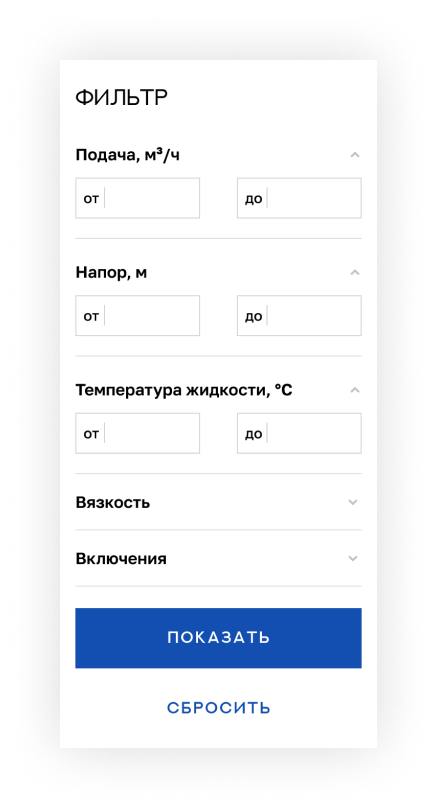 ФИЛЬТР
Подача, м³/ч
от до
Напор, м
от до
Температура жидкости, °C
от до
Вязкость
Включения
ПОКАЗАТЬ
СБРОСИТЬ